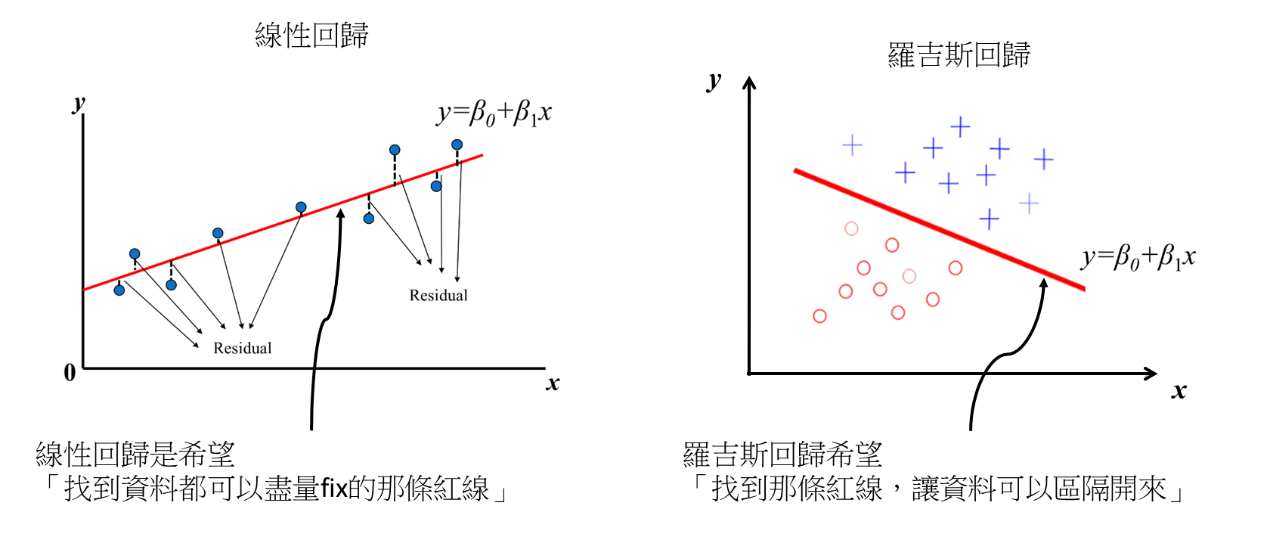 線性回歸
y
y=β0+β1x
Residual
Residual
0
x
線性回歸是希望
「找到資料都可以盡量fix的那條紅線」
羅吉斯回歸
y
y=β0+β1x
x
羅吉斯回歸希望
「找到那條紅線，讓資料可以區隔開來」